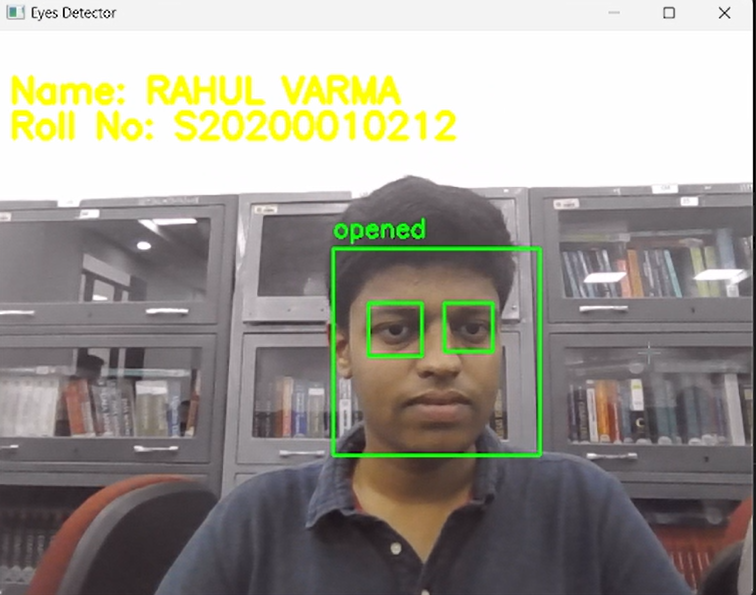 Eyes Detector
Name: RAHUL VARMA
Roll No: S20200010212
opened